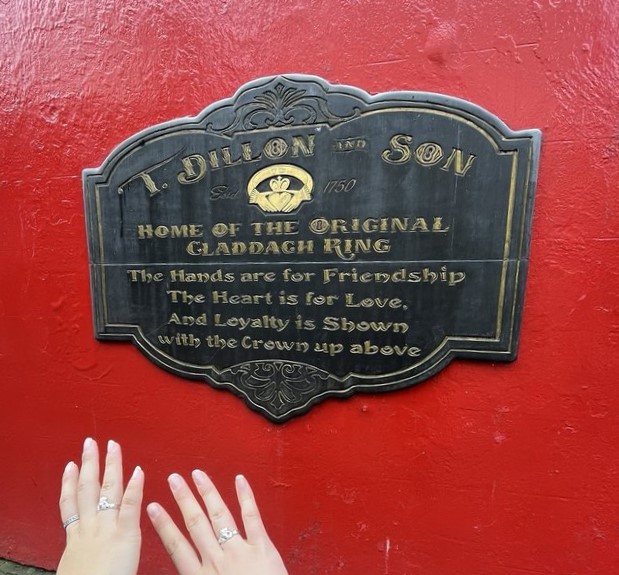 T. DILLON AND SON
Estd 1750
HOME OF THE ORIGINAL
CLADDAGH RING
The Hands are for Friendship
The Heart is for Love,
And Loyalty is Shown
with the Crown up above